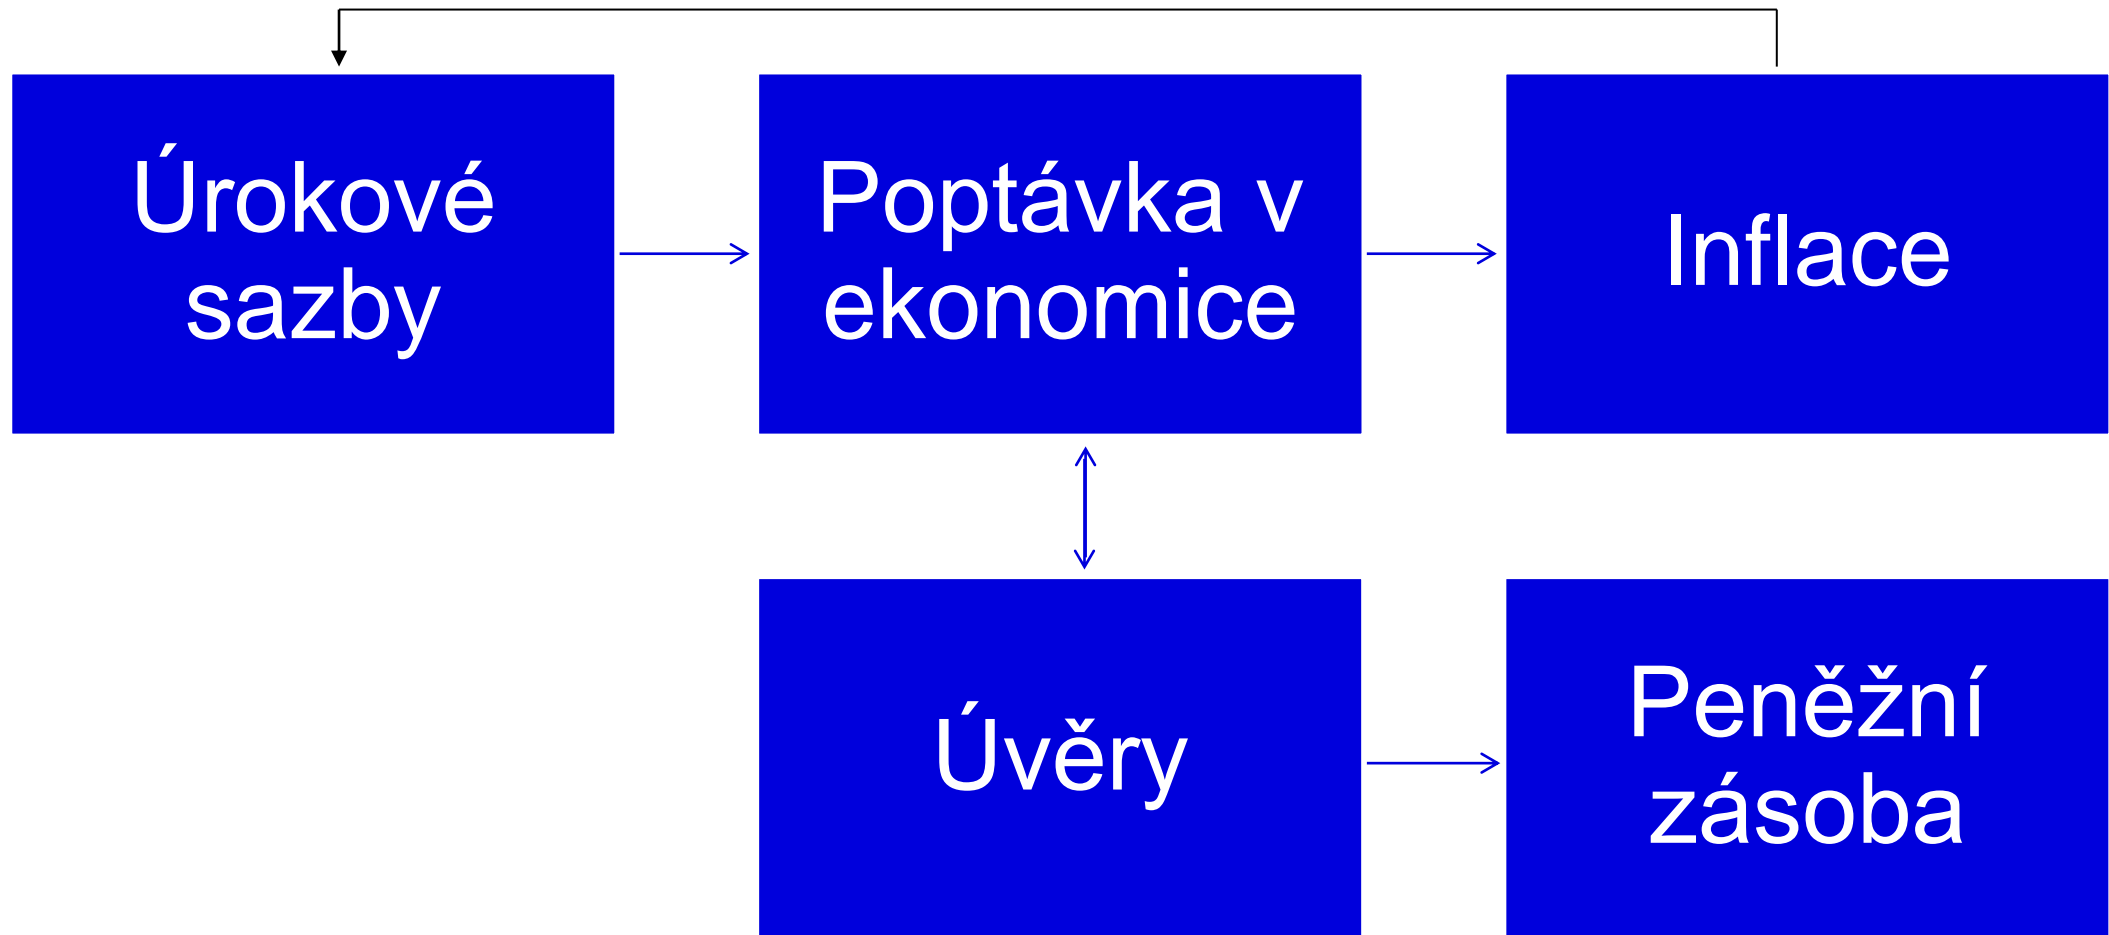 Úrokové
sazby
Poptávka v
ekonomice
Inflace
Úvěry
Peněžní
zásoba